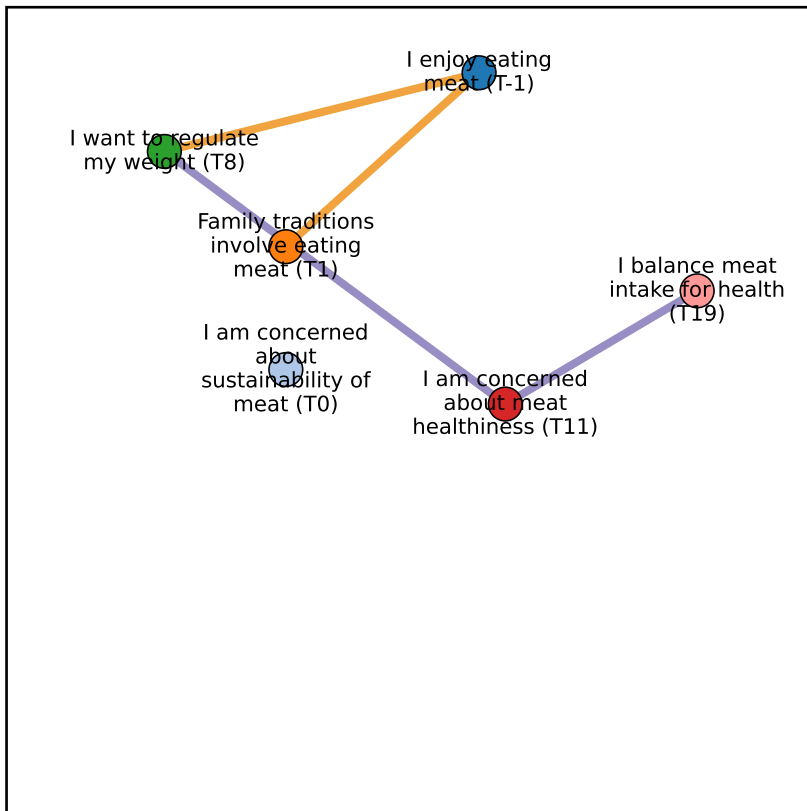 I enjoy eating
meat (T-1)
I want to regulate
my weight (T8)
Family traditions
involve eating
meat (T1)
I balance meat
intake for health
(T19)
I am concerned
about
sustainability of
meat (T0)
I am concerned
about meat
healthiness (T11)